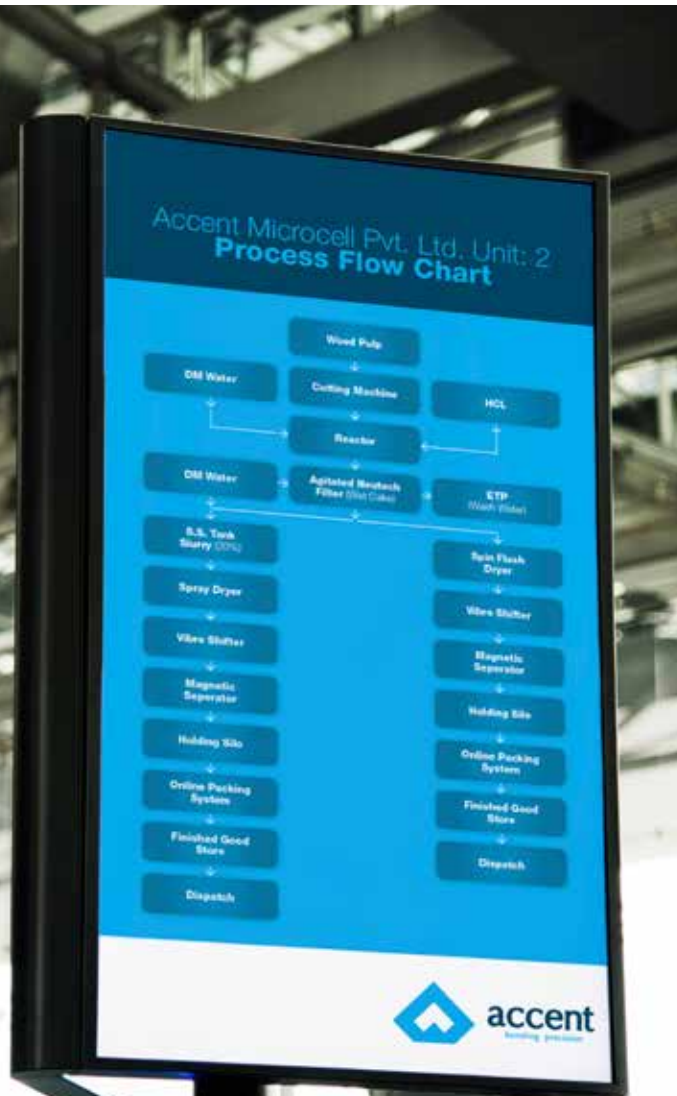 Accent Microcell Pvt. Ltd. Unit: 2
Process Flow Chart
Wood Pulp
DM Water
Cutting Machine
HCL
Reactor
DM Water
Agitated Neutech
Filter (Wet Cake)
ETP
(Wash Water)
S.S. Tank
Slurry (20%)
Spray Dryer
Vibro Shifter
Magnetic
Seperator
Holding Silo
Online Packing
System
Finished Good
Store
Dispatch
Spin Flash
Dryer
Vibro Shifter
Magnetic
Seperator
Holding Silo
Online Packing
System
Finished Good
Store
Dispatch
accent